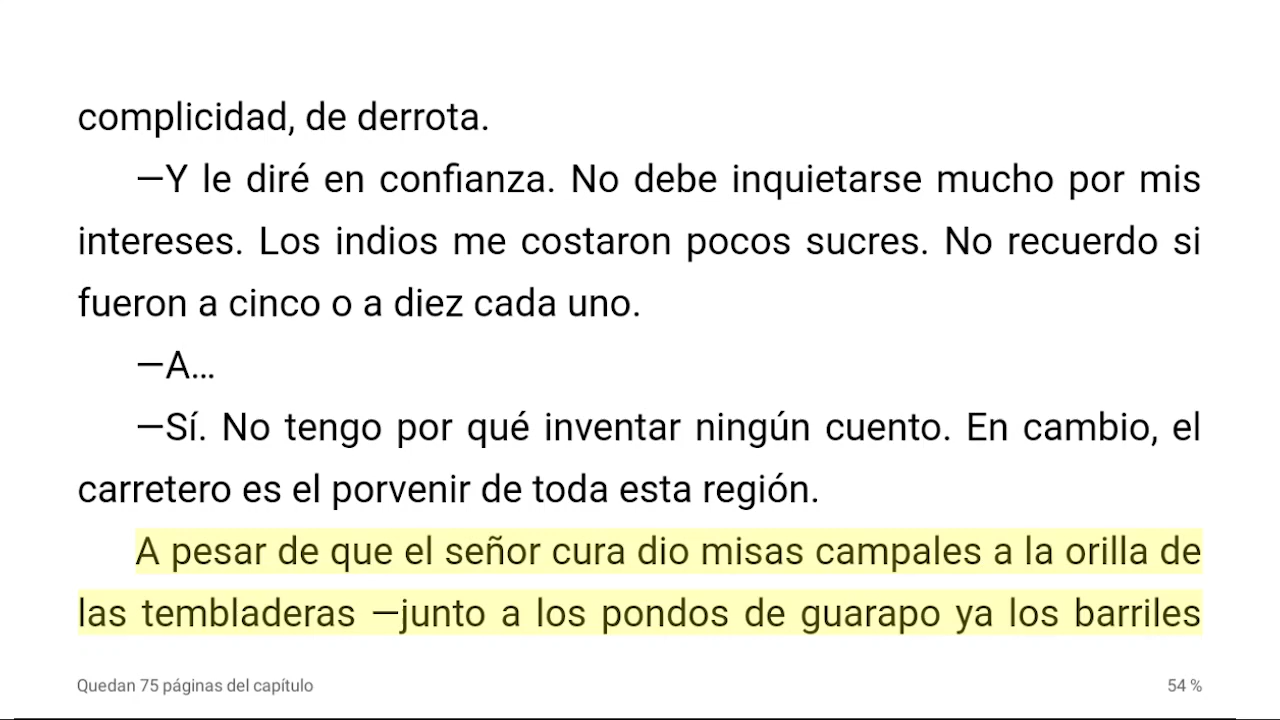 complicidad, de derrota.
—Y le diré en confianza. No debe inquietarse mucho por mis
intereses. Los indios me costaron pocos sucres. No recuerdo si
fueron a cinco o a diez cada uno.
—A…
—Sí. No tengo por qué inventar ningún cuento. En cambio, el
carretero es el porvenir de toda esta región.
A pesar de que el señor cura dio misas campales a la orilla de
las tembladeras —junto a los pondos de guarapo ya los barriles
Quedan 75 páginas del capítulo
54 %